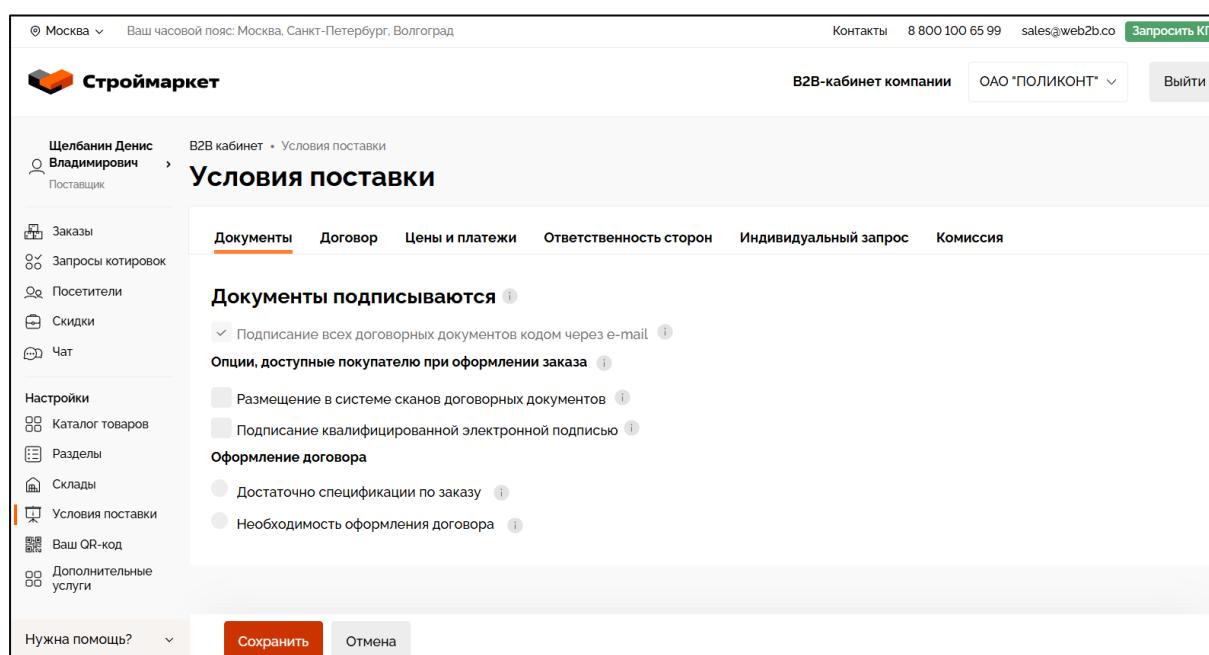 Москва
Ваш часовой пояс: Москва, Санкт-Петербург, Волгоград
Контакты
8 800 100 65 99
sales@web2b.co
Запросить КП
Строймаркет
B2B-кабинет компании
ОАО "ПОЛИКОНТ"
Выйти
Щелбанин Денис
Владимирович
Поставщик
B2B кабинет • Условия поставки
Условия поставки
Заказы
Запросы котировок
Посетители
Скидки
Чат
Настройки
Каталог товаров
Разделы
Склады
Условия поставки
Ваш QR-код
Дополнительные
услуги
Нужна помощь?
Документы
Договор
Цены и платежи
Ответственность сторон
Индивидуальный запрос
Комиссия
Документы подписываются
Подписание всех договорных документов кодом через e-mail
Опции, доступные покупателю при оформлении заказа
Размещение в системе сканов договорных документов
Подписание квалифицированной электронной подписью
Оформление договора
Достаточно спецификации по заказу
Необходимость оформления договора
Сохранить
Отмена